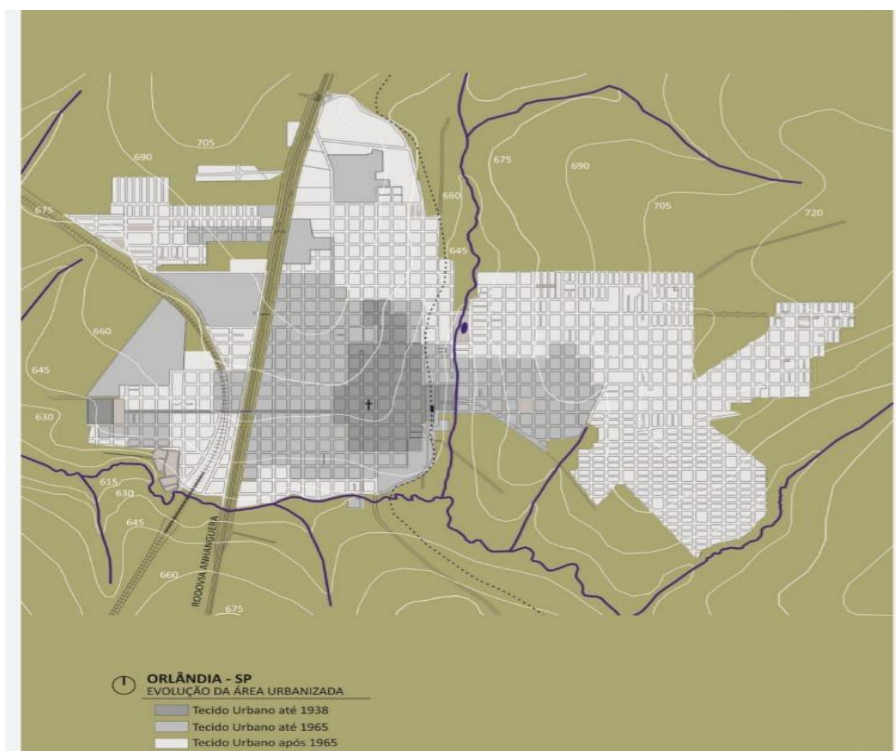 705
690
675
660
645
675
690
705
720
660
645
630
615
630
645
660
675
RODOVIA ANHANGUERA
ORLÂNDIA - SP
EVOLUÇÃO DA ÁREA URBANIZADA
Tecido Urbano até 1938
Tecido Urbano até 1965
Tecido Urbano após 1965